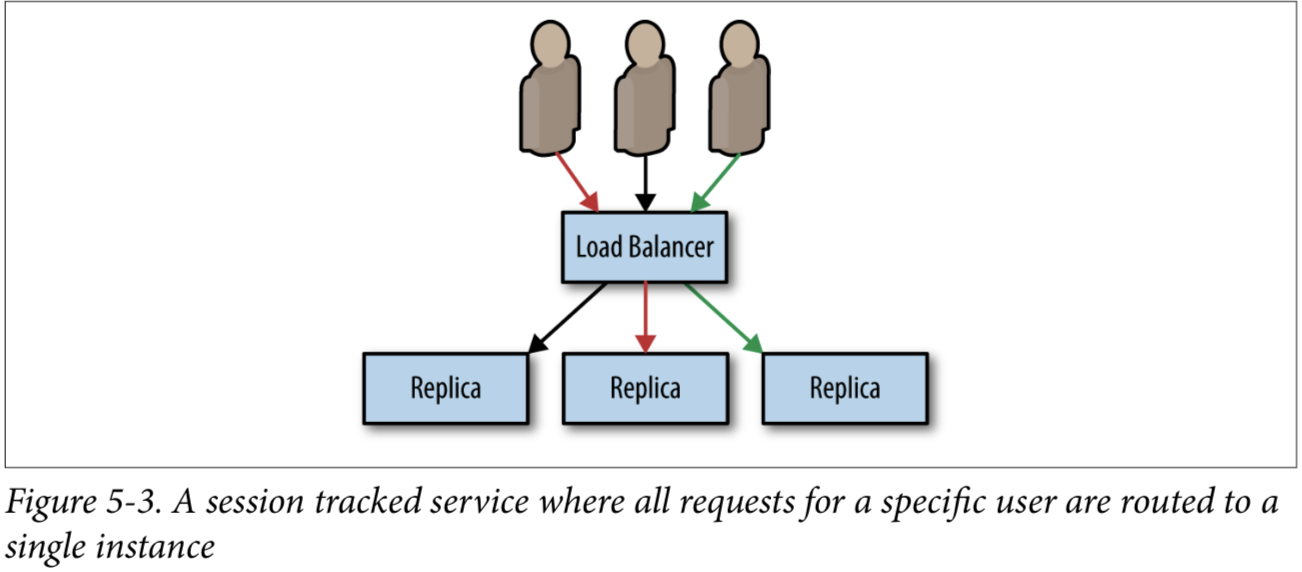 Load Balancer
Replica Replica Replica
Figure 5-3. A session tracked service where all requests for a specific user are routed to a
single instance